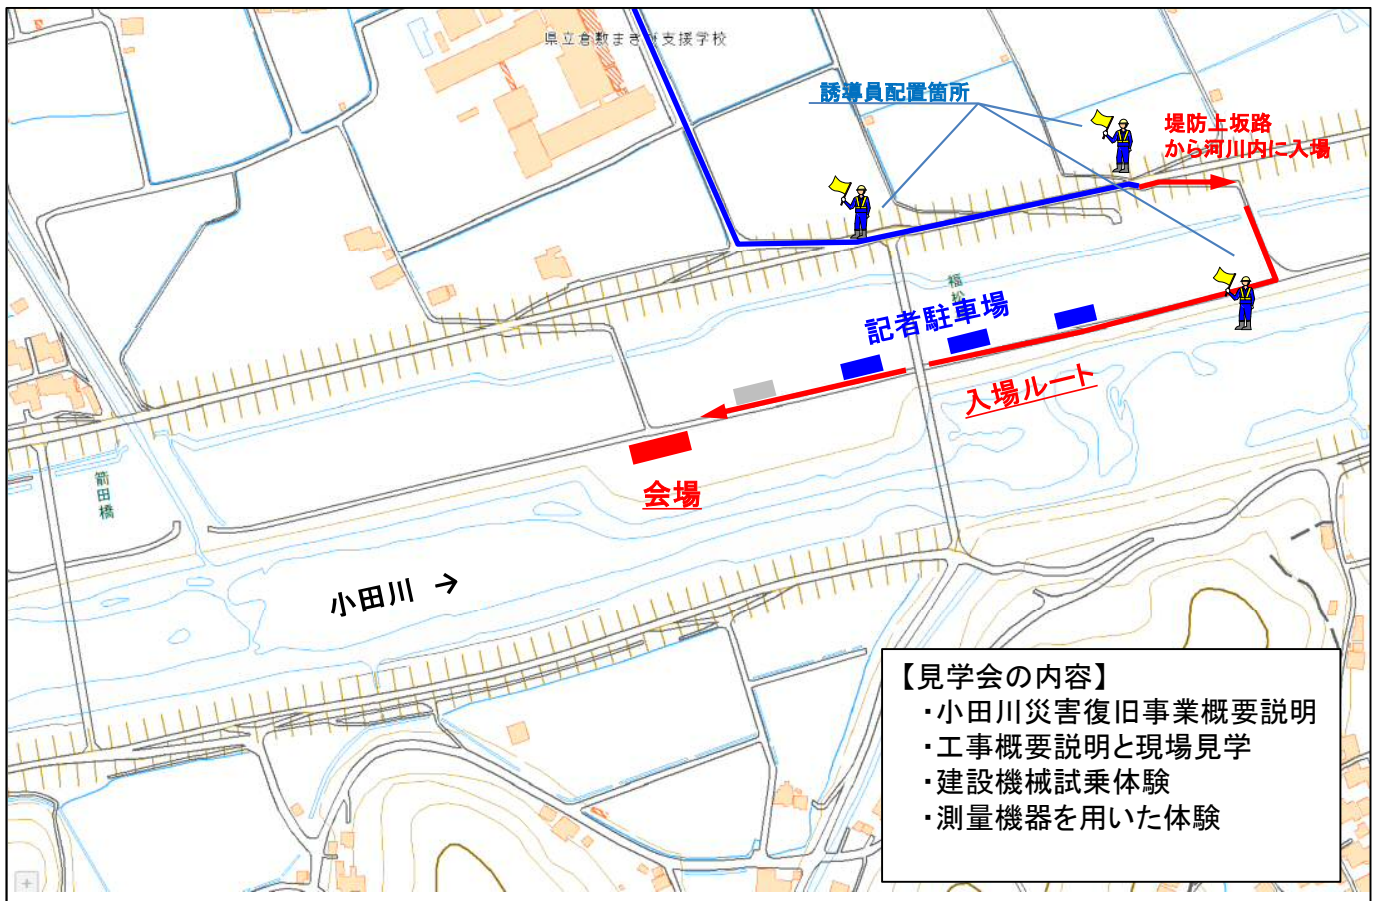 県立倉敷まきび支援学校
誘導員配置箇所
堤防上坂路
から河川内に入場
福松
記者駐車場
入場ルート
会場
箭田橋
小田川 →
【見学会の内容】
・小田川災害復旧事業概要説明
・工事概要説明と現場見学
・建設機械試乗体験
・測量機器を用いた体験